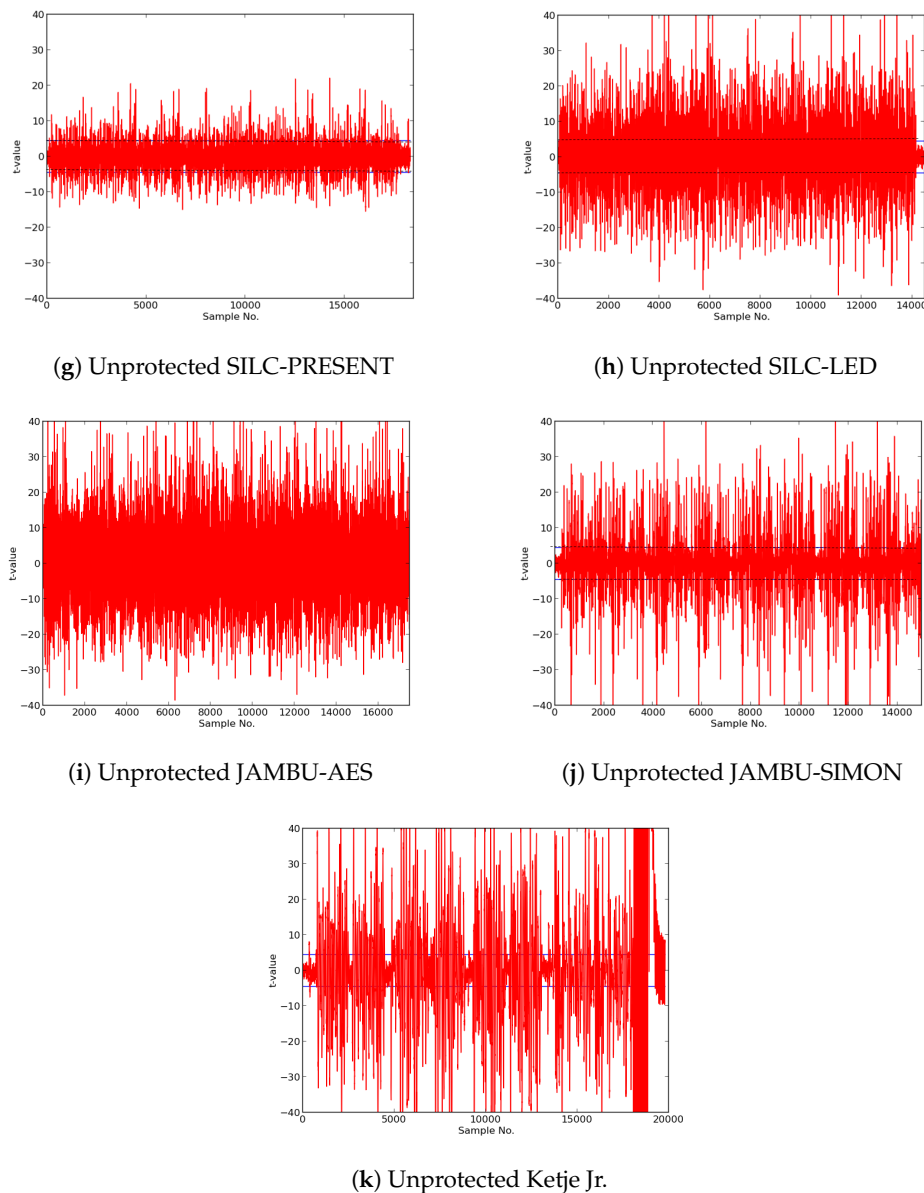 40
30
20
10
0
−10
−20
−30
−40
t-value
0 5000 10000 15000
Sample No.
(g) Unprotected SILC-PRESENT
40
30
20
10
0
−10
−20
−30
−40
t-value
0 2000 4000 6000 8000 10000 12000 14000
Sample No.
(h) Unprotected SILC-LED
40
30
20
10
0
−10
−20
−30
−40
t-value
0 2000 4000 6000 8000 10000 12000 14000 16000
Sample No.
(i) Unprotected JAMBU-AES
40
30
20
10
0
−10
−20
−30
−40
t-value
0 2000 4000 6000 8000 10000 12000 14000
Sample No.
(j) Unprotected JAMBU-SIMON
40
30
20
10
0
−10
−20
−30
−40
t-value
0 5000 10000 15000 20000
Sample No.
(k) Unprotected Ketje Jr.